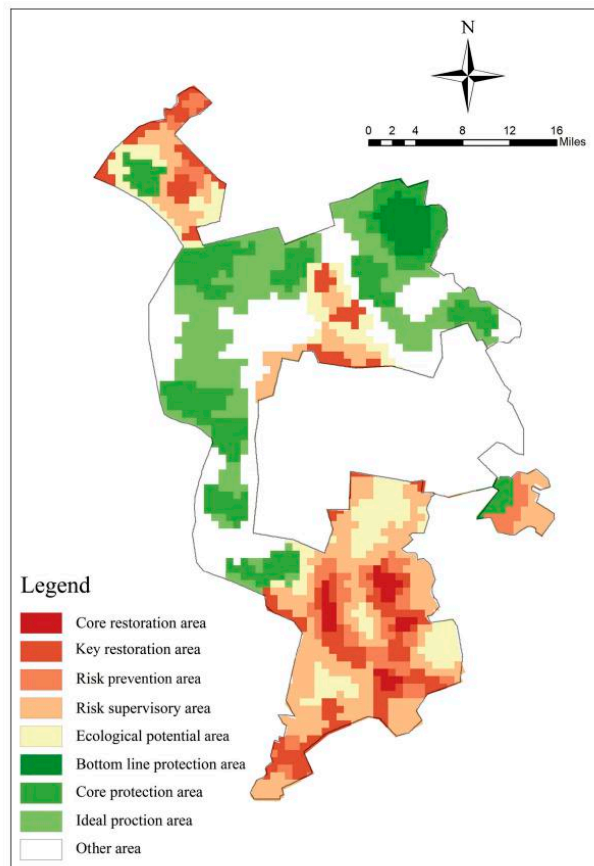 N
0 2 4 8 12 16
Miles
Legend
Core restoration area
Key restoration area
Risk prevention area
Risk supervisory area
Ecological potential area
Bottom line protection area
Core protection area
Ideal proction area
Other area